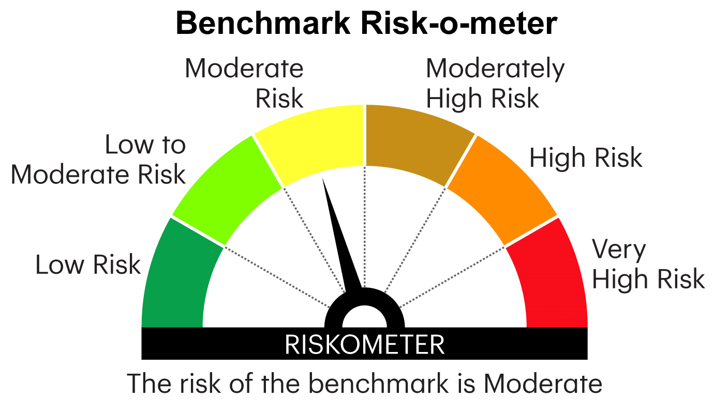 Benchmark Risk-o-meter
Moderate
Risk
Moderately
High Risk
Low to
Moderate Risk
High Risk
Low Risk
Very
High Risk
RISKOMETER
The risk of the benchmark is Moderate